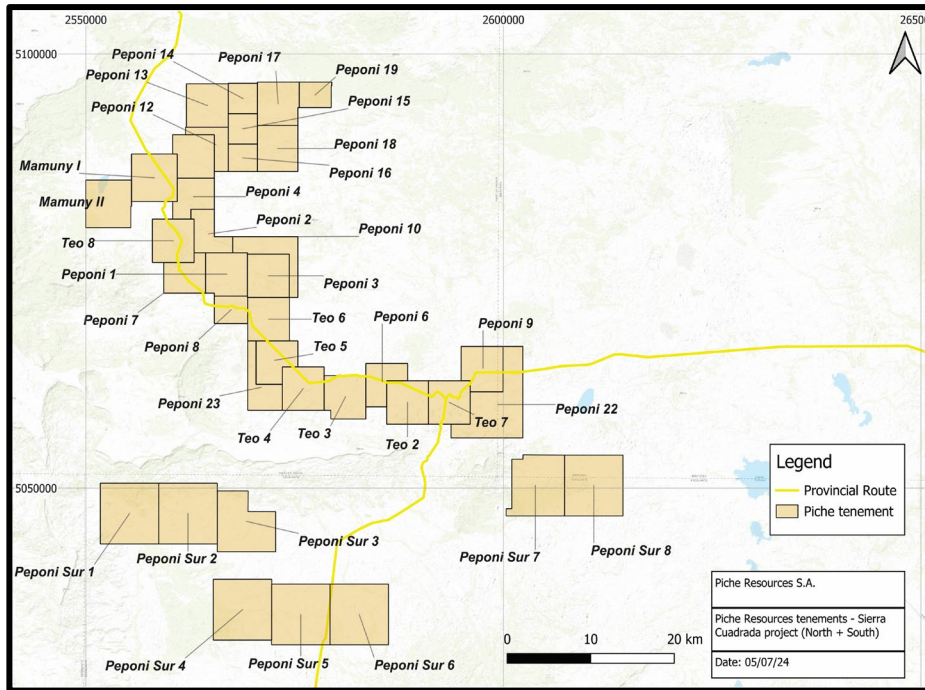 2550000
2600000
26500
5100000
Peponi 17
Peponi 14
Peponi 19
Peponi 13
Peponi 15
Peponi 12
Peponi 18
Mamuny I
Peponi 16
Peponi 4
Mamuny II
Peponi 2
Peponi 10
Teo 8
Peponi 1
Peponi 3
Peponi 7
Teo 6
Peponi 6
Peponi 9
Peponi 8
Teo 5
Peponi 23
Peponi 22
Teo 4
Teo 3
Teo 2
Teo 7
Legend
Provincial Route
Piche tenement
5050000
Peponi Sur 3
Peponi Sur 2
Peponi Sur 1
Peponi Sur 7
Peponi Sur 8
Piche Resources S.A.
Piche Resources tenements - Sierra
Cuadrada project (North + South)
Date: 05/07/24
0
10
20 km
Peponi Sur 4
Peponi Sur 5
Peponi Sur 6